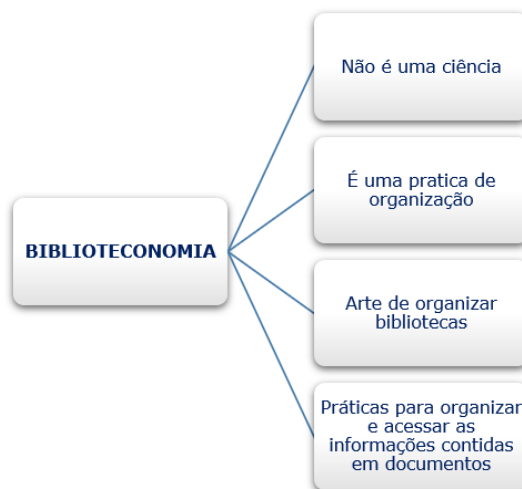 BIBLIOTECONOMIA
Não é uma ciência
É uma pratica de
organização
Arte de organizar
bibliotecas
Práticas para organizar
e acessar as
informações contidas
em documentos